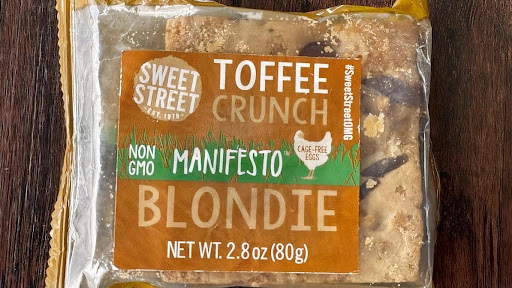 SWEET
STREET
EST. 1979
TOFFEE
CRUNCH
#SweetStreetOMG
NON
GMO
MANIFESTO™
CAGE-FREE
EGGS
BLONDIE
NET WT. 2.8 oz (80g)